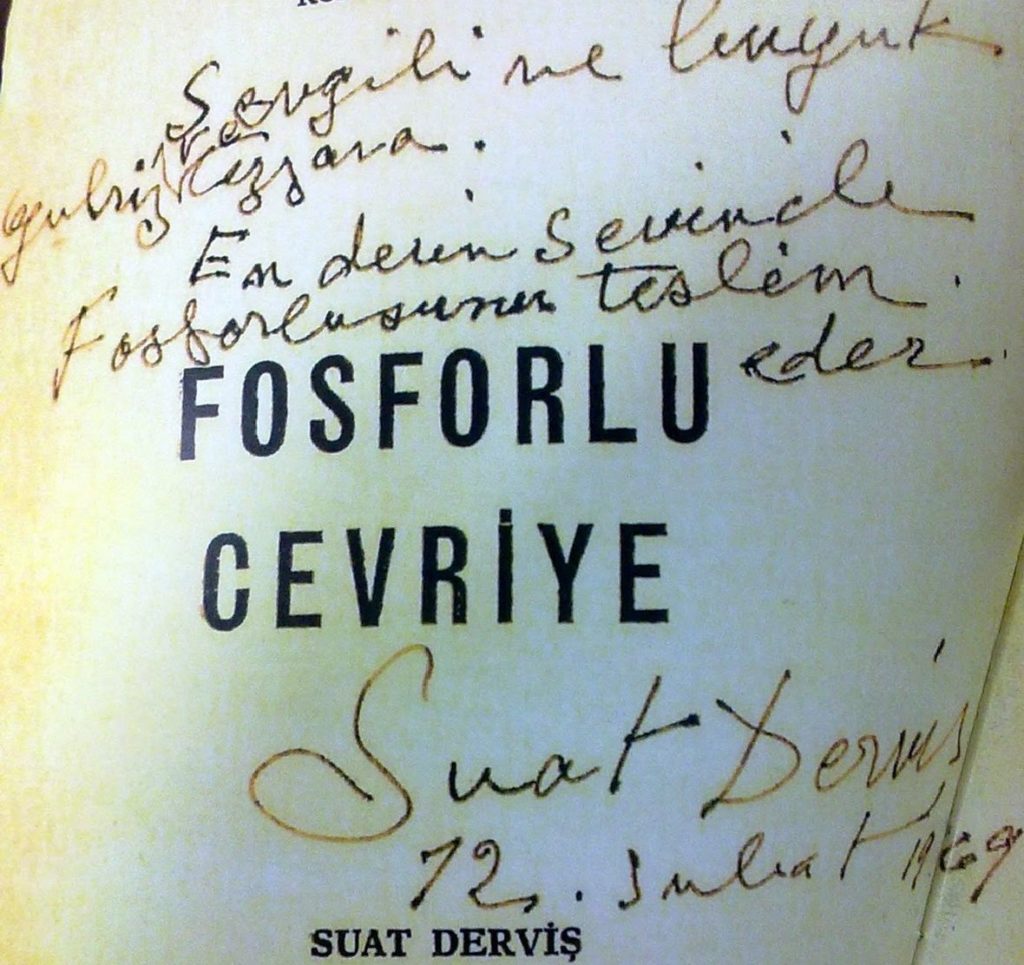 Sevgili ve büyük
Gülriz'e Tezzara.
En derin sevincle
Fosforlusunu teslim
eder.
FOSFORLU
CEVRİYE
Suat Derviş
12. Şubat 1969
SUAT DERVİŞ